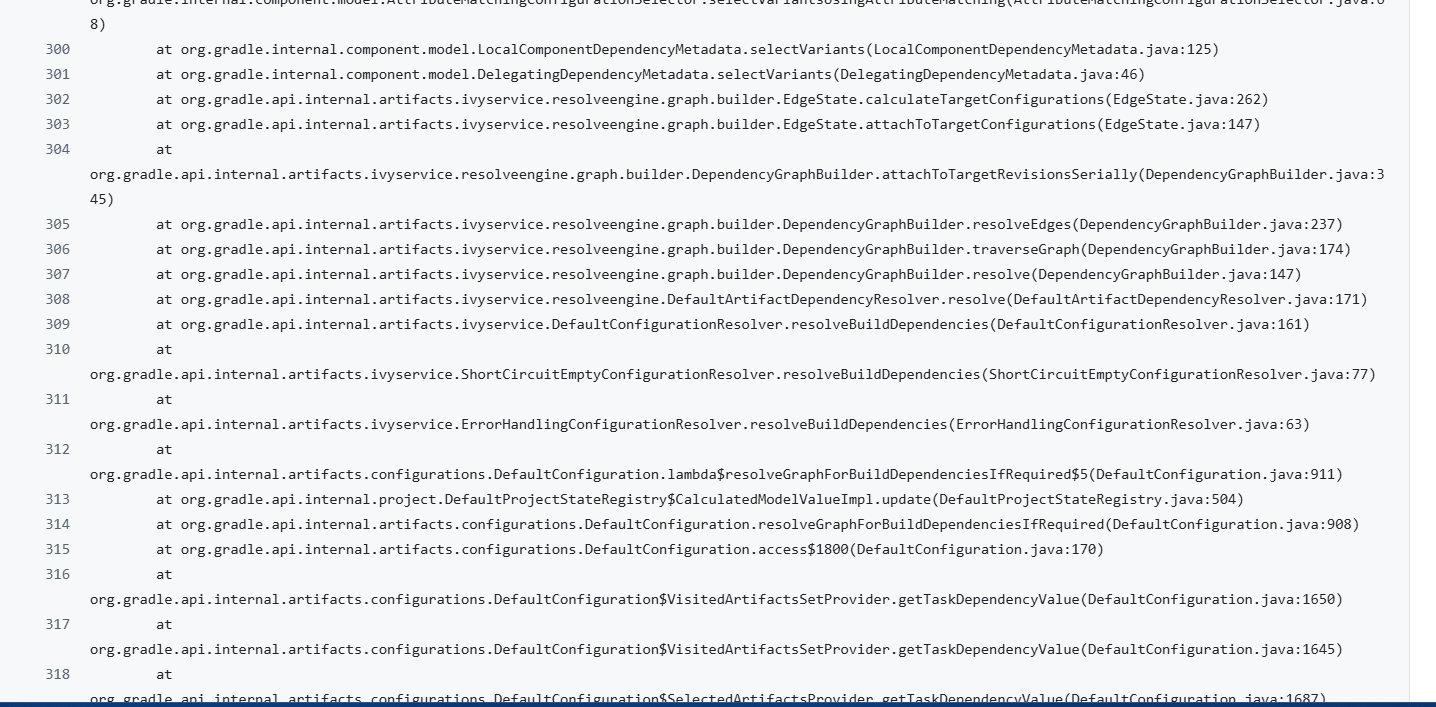 org.gradle.internal.component.model.AttributeMatchingConfigurationSelector.selectVariantsUsingAttributeMatching(AttributeMatchingConfigurationSelector.java:6
8)
300 at org.gradle.internal.component.model.LocalComponentDependencyMetadata.selectVariants(LocalComponentDependencyMetadata.java:125)
301 at org.gradle.internal.component.model.DelegatingDependencyMetadata.selectVariants(DelegatingDependencyMetadata.java:46)
302 at org.gradle.api.internal.artifacts.ivyservice.resolveengine.graph.builder.EdgeState.calculateTargetConfigurations(EdgeState.java:262)
303 at org.gradle.api.internal.artifacts.ivyservice.resolveengine.graph.builder.EdgeState.attachToTargetConfigurations(EdgeState.java:147)
304 at
org.gradle.api.internal.artifacts.ivyservice.resolveengine.graph.builder.DependencyGraphBuilder.attachToTargetRevisionsSerially(DependencyGraphBuilder.java:3
45)
305 at org.gradle.api.internal.artifacts.ivyservice.resolveengine.graph.builder.DependencyGraphBuilder.resolveEdges(DependencyGraphBuilder.java:237)
306 at org.gradle.api.internal.artifacts.ivyservice.resolveengine.graph.builder.DependencyGraphBuilder.traverseGraph(DependencyGraphBuilder.java:174)
307 at org.gradle.api.internal.artifacts.ivyservice.resolveengine.graph.builder.DependencyGraphBuilder.resolve(DependencyGraphBuilder.java:147)
308 at org.gradle.api.internal.artifacts.ivyservice.resolveengine.DefaultArtifactDependencyResolver.resolve(DefaultArtifactDependencyResolver.java:171)
309 at org.gradle.api.internal.artifacts.ivyservice.DefaultConfigurationResolver.resolveBuildDependencies(DefaultConfigurationResolver.java:161)
310 at
org.gradle.api.internal.artifacts.ivyservice.ShortCircuitEmptyConfigurationResolver.resolveBuildDependencies(ShortCircuitEmptyConfigurationResolver.java:77)
311 at
org.gradle.api.internal.artifacts.ivyservice.ErrorHandlingConfigurationResolver.resolveBuildDependencies(ErrorHandlingConfigurationResolver.java:63)
312 at
org.gradle.api.internal.artifacts.configurations.DefaultConfiguration.lambda$resolveGraphForBuildDependenciesIfRequired$5(DefaultConfiguration.java:911)
313 at org.gradle.internal.project.DefaultProjectStateRegistry$CalculatedModelValueImpl.update(DefaultProjectStateRegistry.java:504)
314 at org.gradle.api.internal.artifacts.configurations.DefaultConfiguration.resolveGraphForBuildDependenciesIfRequired(DefaultConfiguration.java:908)
315 at org.gradle.api.internal.artifacts.configurations.DefaultConfiguration.access$1800(DefaultConfiguration.java:170)
316 at
org.gradle.api.internal.artifacts.configurations.DefaultConfiguration$VisitedArtifactsSetProvider.getTaskDependencyValue(DefaultConfiguration.java:1650)
317 at
org.gradle.api.internal.artifacts.configurations.DefaultConfiguration$VisitedArtifactsSetProvider.getTaskDependencyValue(DefaultConfiguration.java:1645)
318 at
org.gradle.api.internal.artifacts.configurations.DefaultConfiguration$SelectedArtifactsProvider.getTaskDependencyValue(DefaultConfiguration.java:1687)